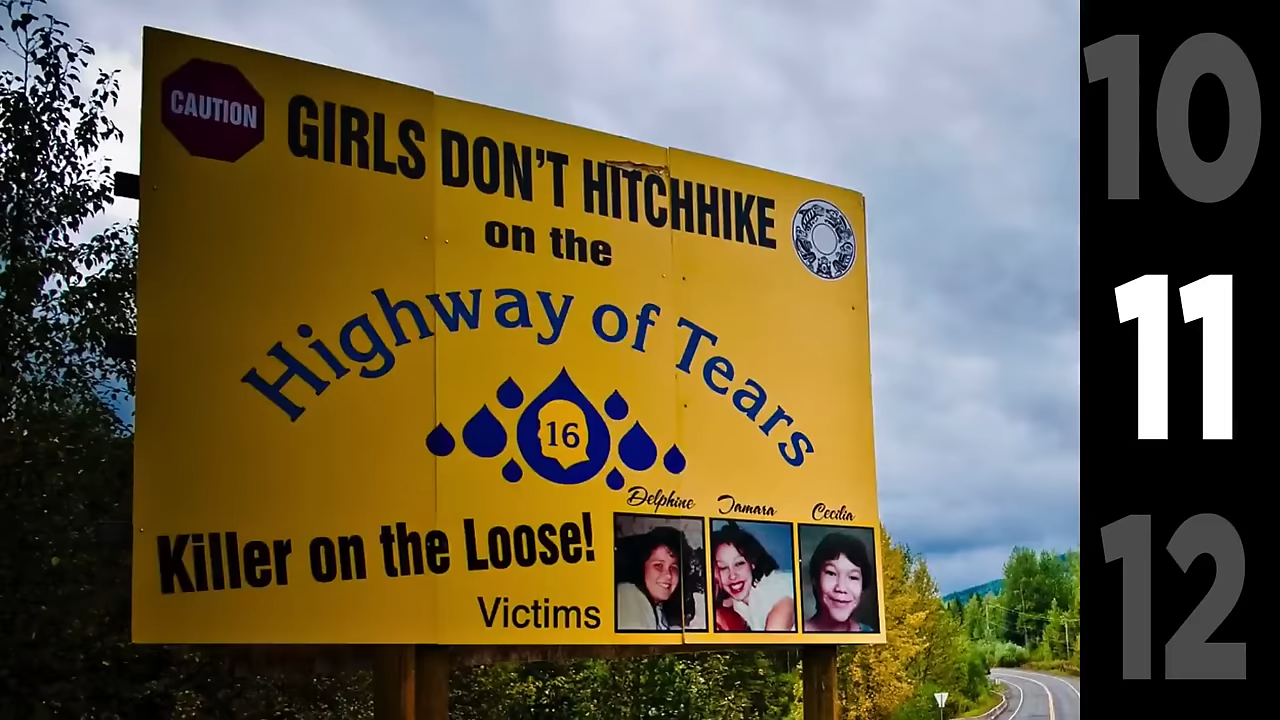 CAUTION
GIRLS DON'T HITCHHIKE
on the
Highway of Tears
16
Delphine Tamara Cecilia
Killer on the Loose!
Victims
10
11
12